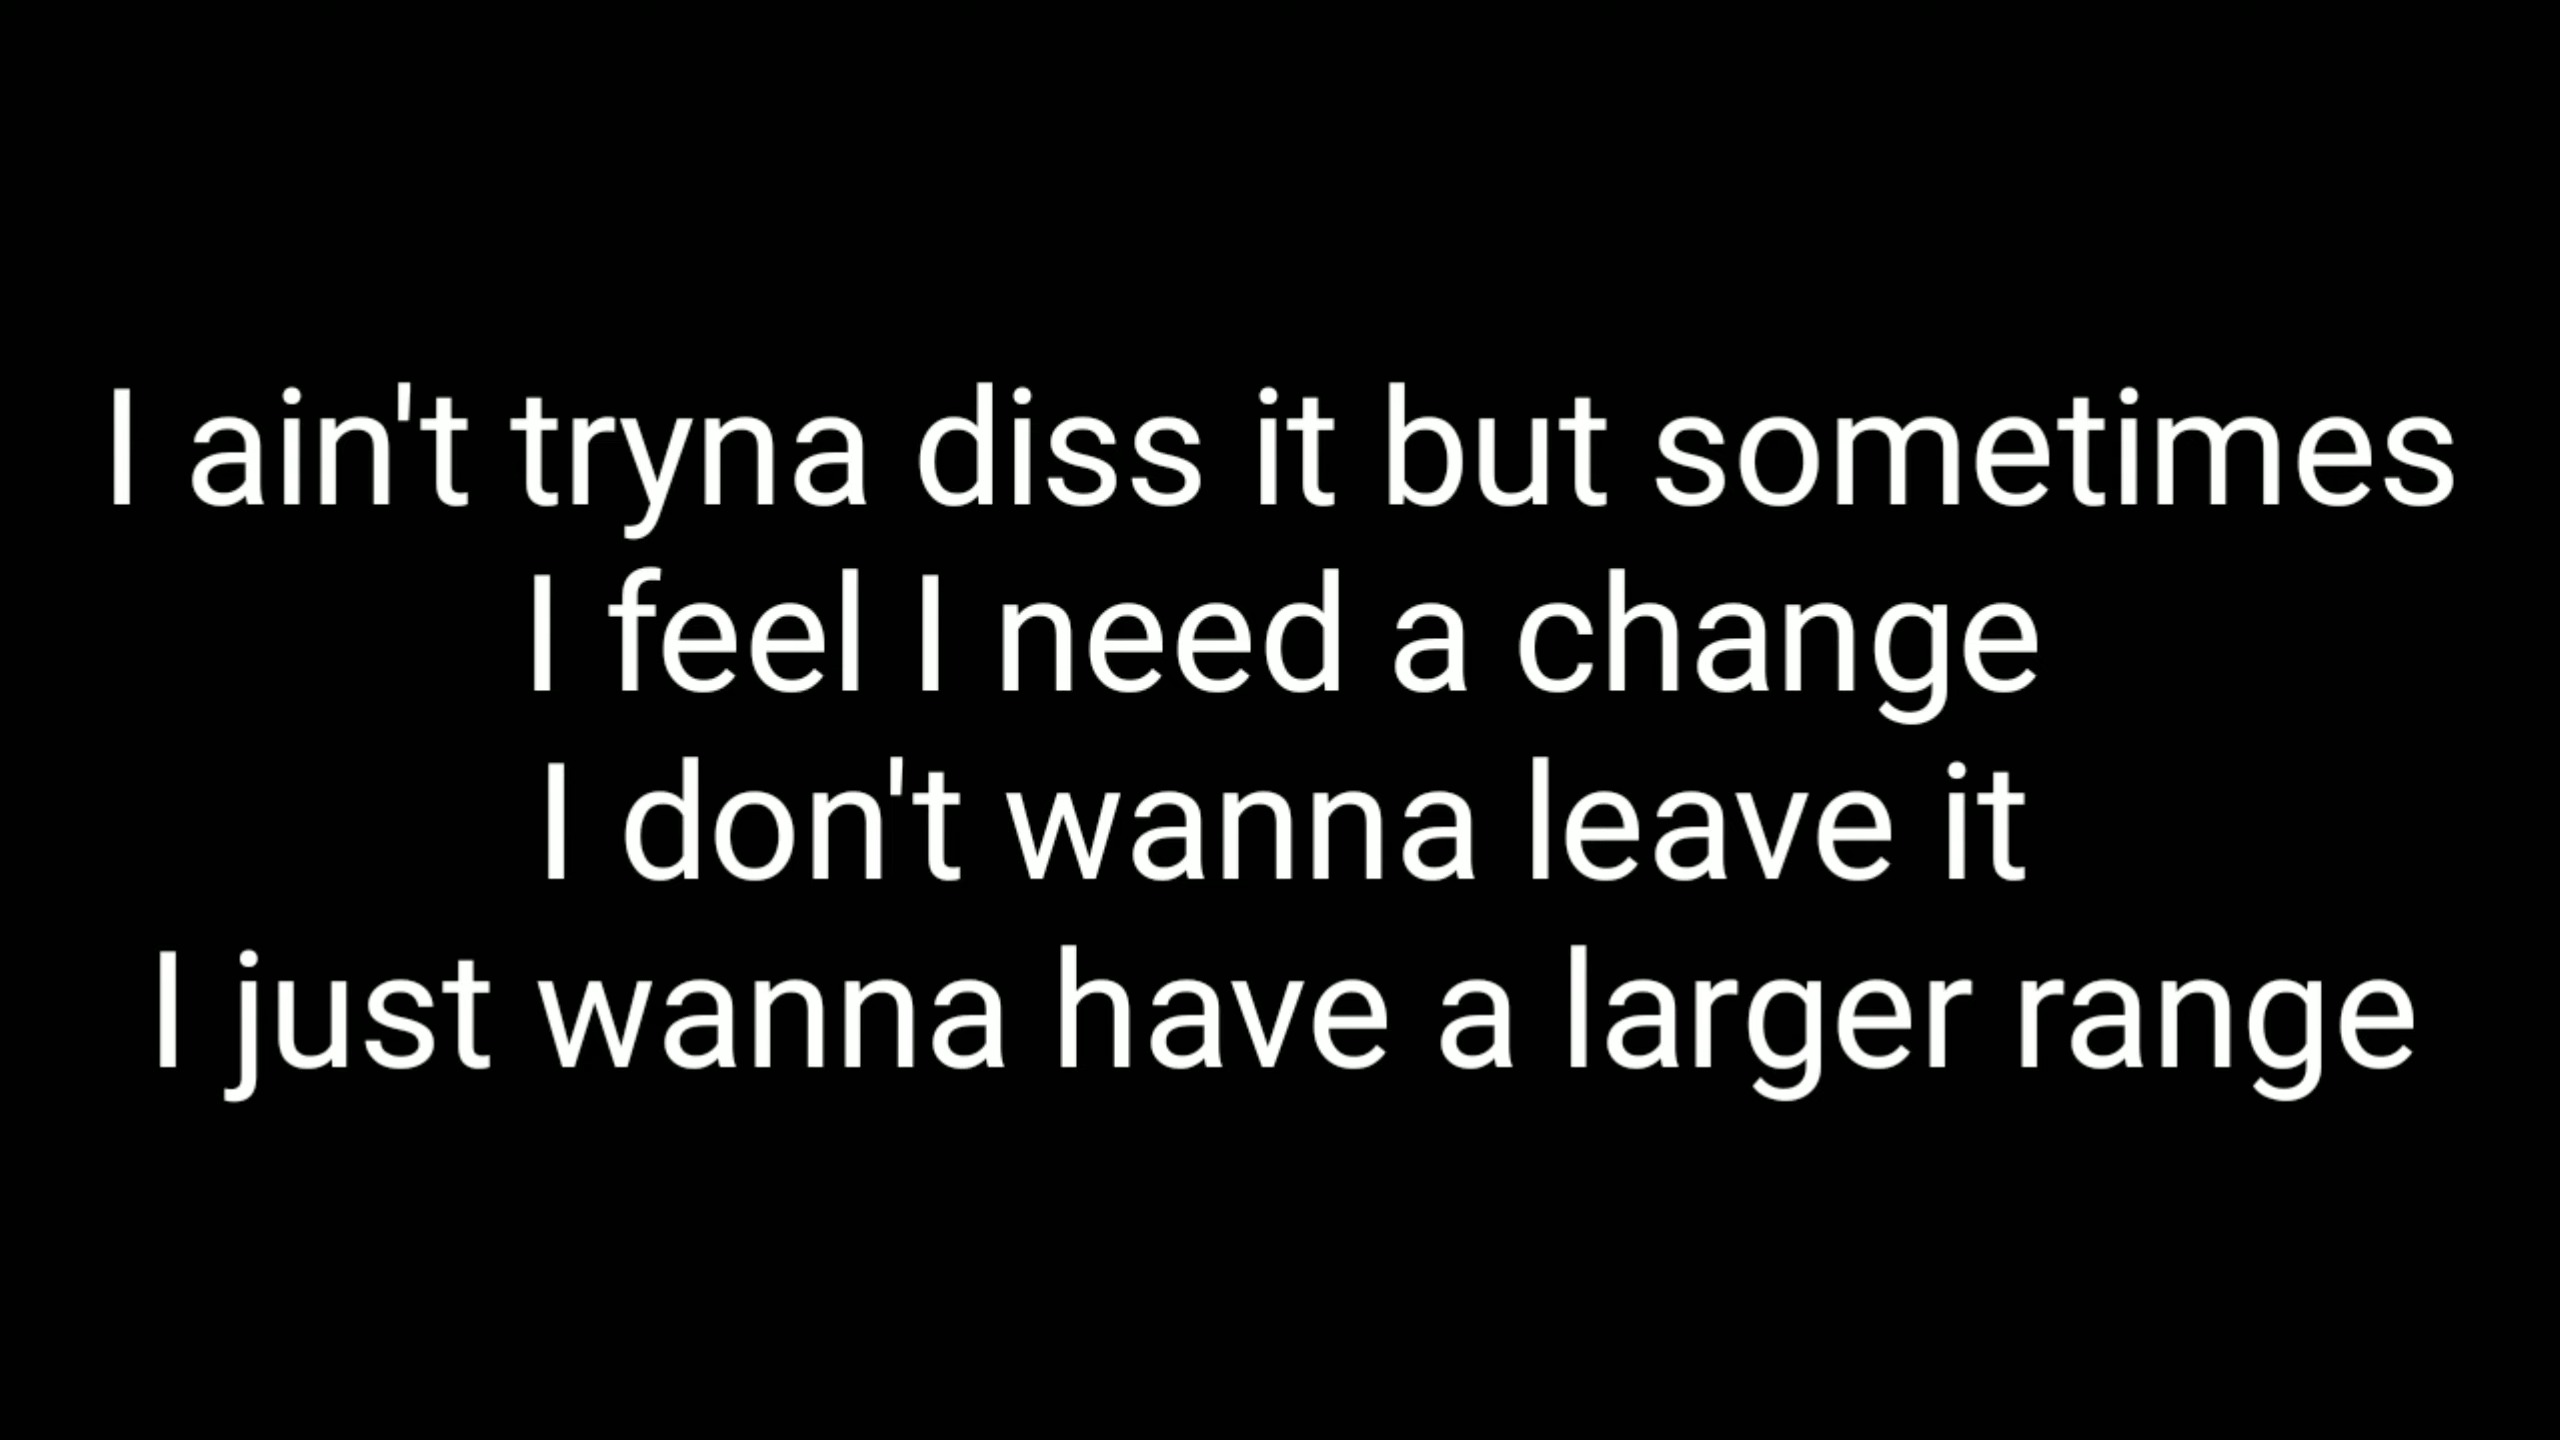 I ain't tryna diss it but sometimes
I feel I need a change
I don't wanna leave it
I just wanna have a larger range